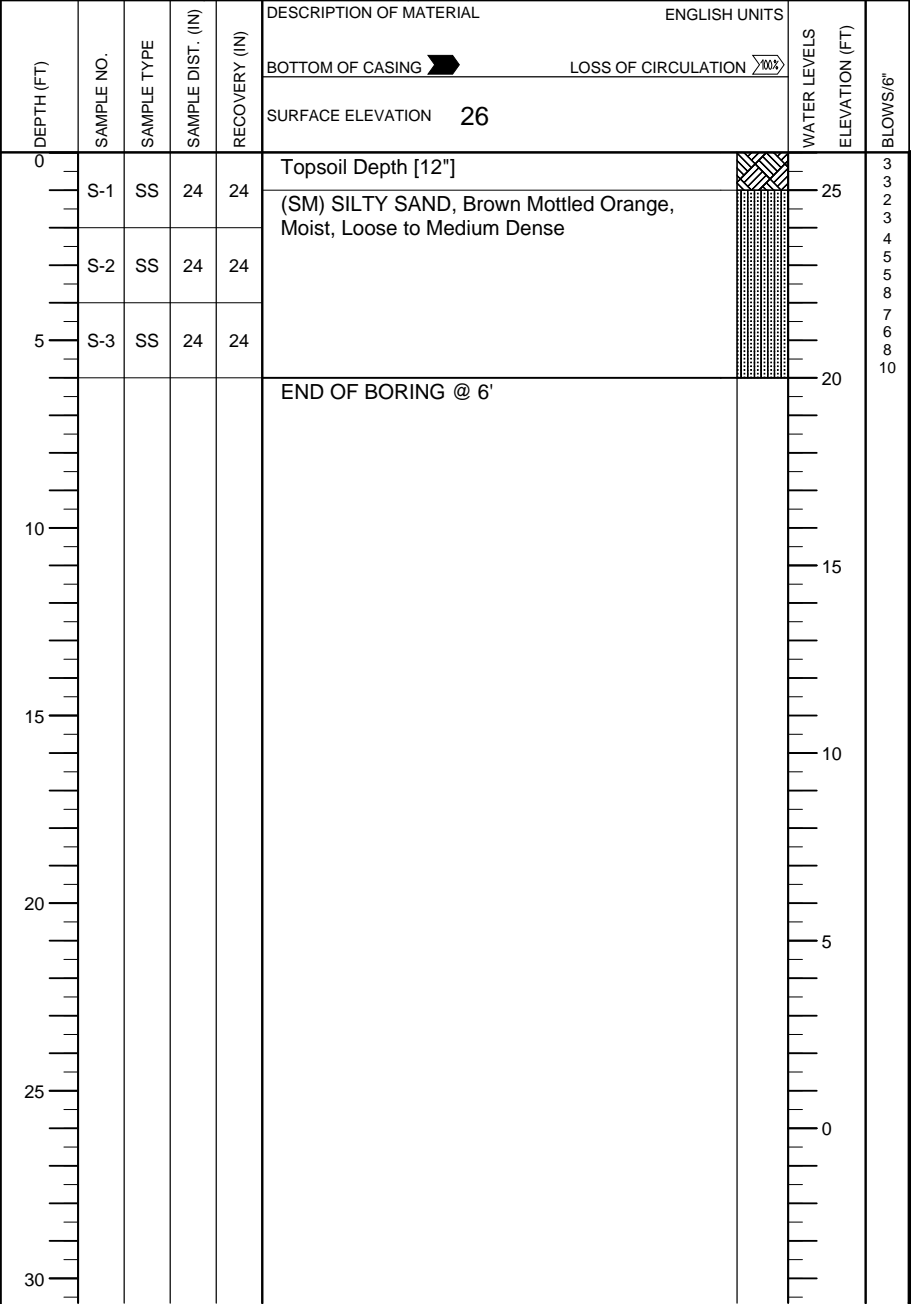 DEPTH (FT)
SAMPLE NO.
SAMPLE TYPE
SAMPLE DIST. (IN)
RECOVERY (IN)
DESCRIPTION OF MATERIAL ENGLISH UNITS
BOTTOM OF CASING LOSS OF CIRCULATION 100%
SURFACE ELEVATION 26
WATER LEVELS
ELEVATION (FT)
BLOWS/6"
0
Topsoil Depth [12"]
3
S-1 SS 24 24
25
3
2
(SM) SILTY SAND, Brown Mottled Orange,
3
Moist, Loose to Medium Dense
4
5
S-2 SS 24 24
5
8
7
6
5 S-3 SS 24 24
8
10
20
END OF BORING @ 6'
10
15
15
10
20
5
25
0
30